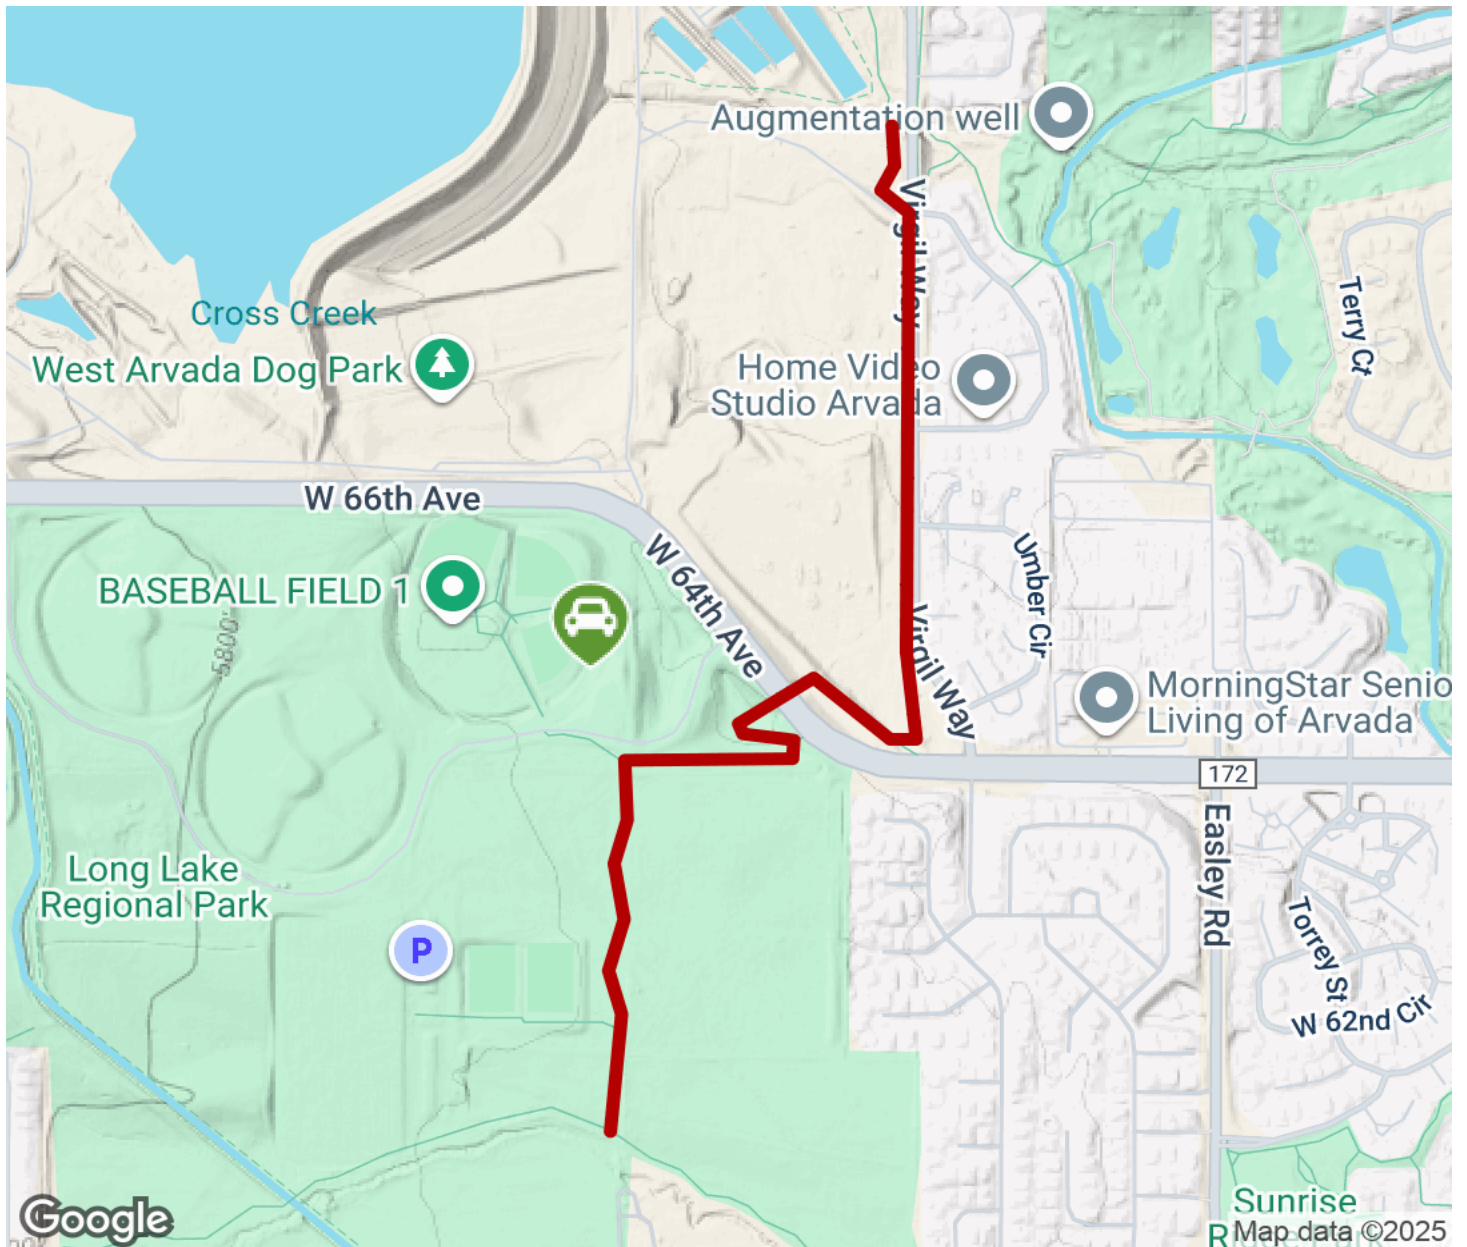 Augmentation well
Virgil Way
Cross Creek
West Arvada Dog Park
Home Video
Studio Arvada
Terry Ct
W 66th Ave
W 64th Ave
BASEBALL FIELD 1
5800'
Umber Cir
Virgil Way
MorningStar Senio
Living of Arvada
172
Easley Rd
Long Lake
Regional Park
P
Torrey St
W 62nd Cir
Sunrise
Google
Map data ©2025